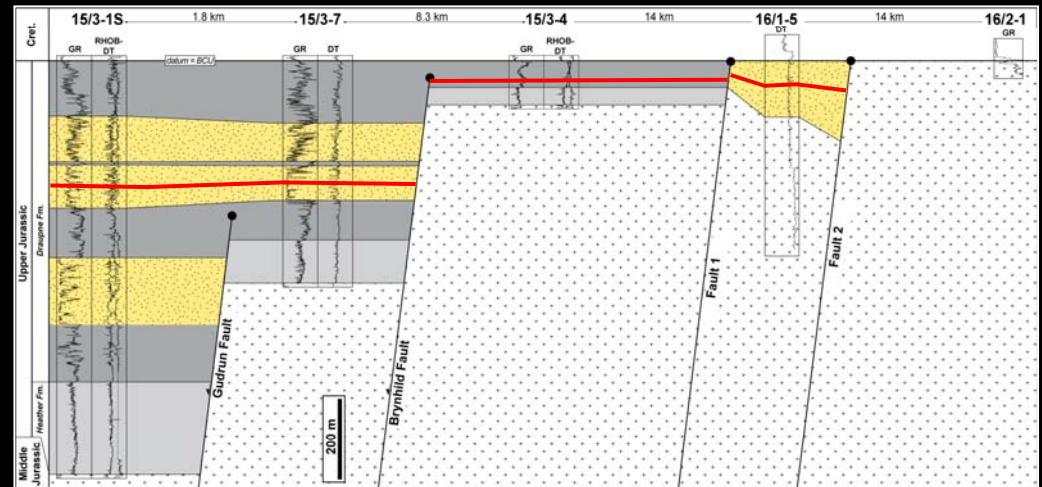 15/3-1S 1.8 km 15/3-7 8.3 km 15/3-4 14 km 16/1-5 14 km 16/2-1
Cret.
GR RHOB-
DT
GR DT
GR RHOB-
DT
DT
GR
datum = BCU
Upper Jurassic
Draupne Fm.
Heather Fm.
Middle
Jurassic
Gudrun Fault
Brynhild Fault
Fault 1
Fault 2
200 m